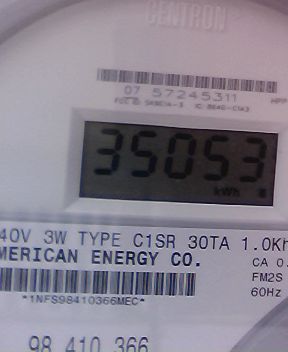 CENTRON
07 57245311
35053
kWh
40V 3W TYPE C1SR 30TA 1.0Kh
MERICAN ENERGY CO.
CA 0.
FM2S
60Hz
*1NFS98410366MEC*
98 410 366